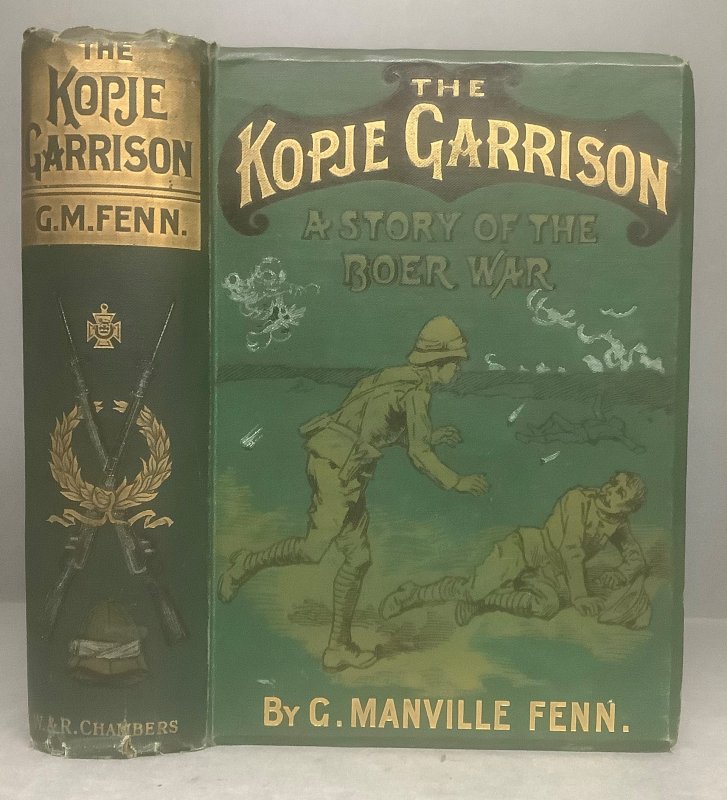 THE
KOPJE
GARRISON
G.M.FENN.
W & R. CHAMBERS
THE
KOPJE GARRISON
A STORY OF THE
BOER WAR
BY G. MANVILLE FENN.